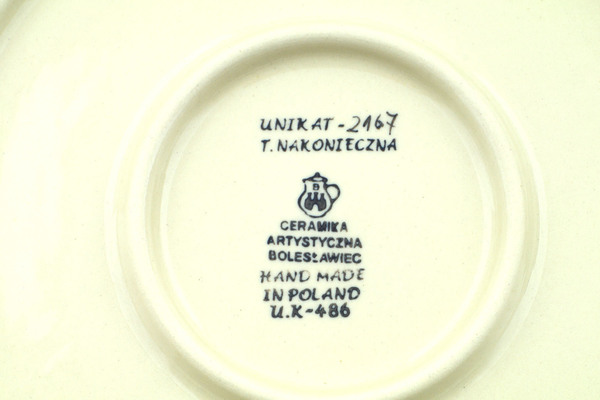 UNIKAT-2167
T. NAKONIECZNA
CERAMIKA
ARTYSTYCZNA
BOLESŁAWIEC
HAND MADE
IN POLAND
U.K-486